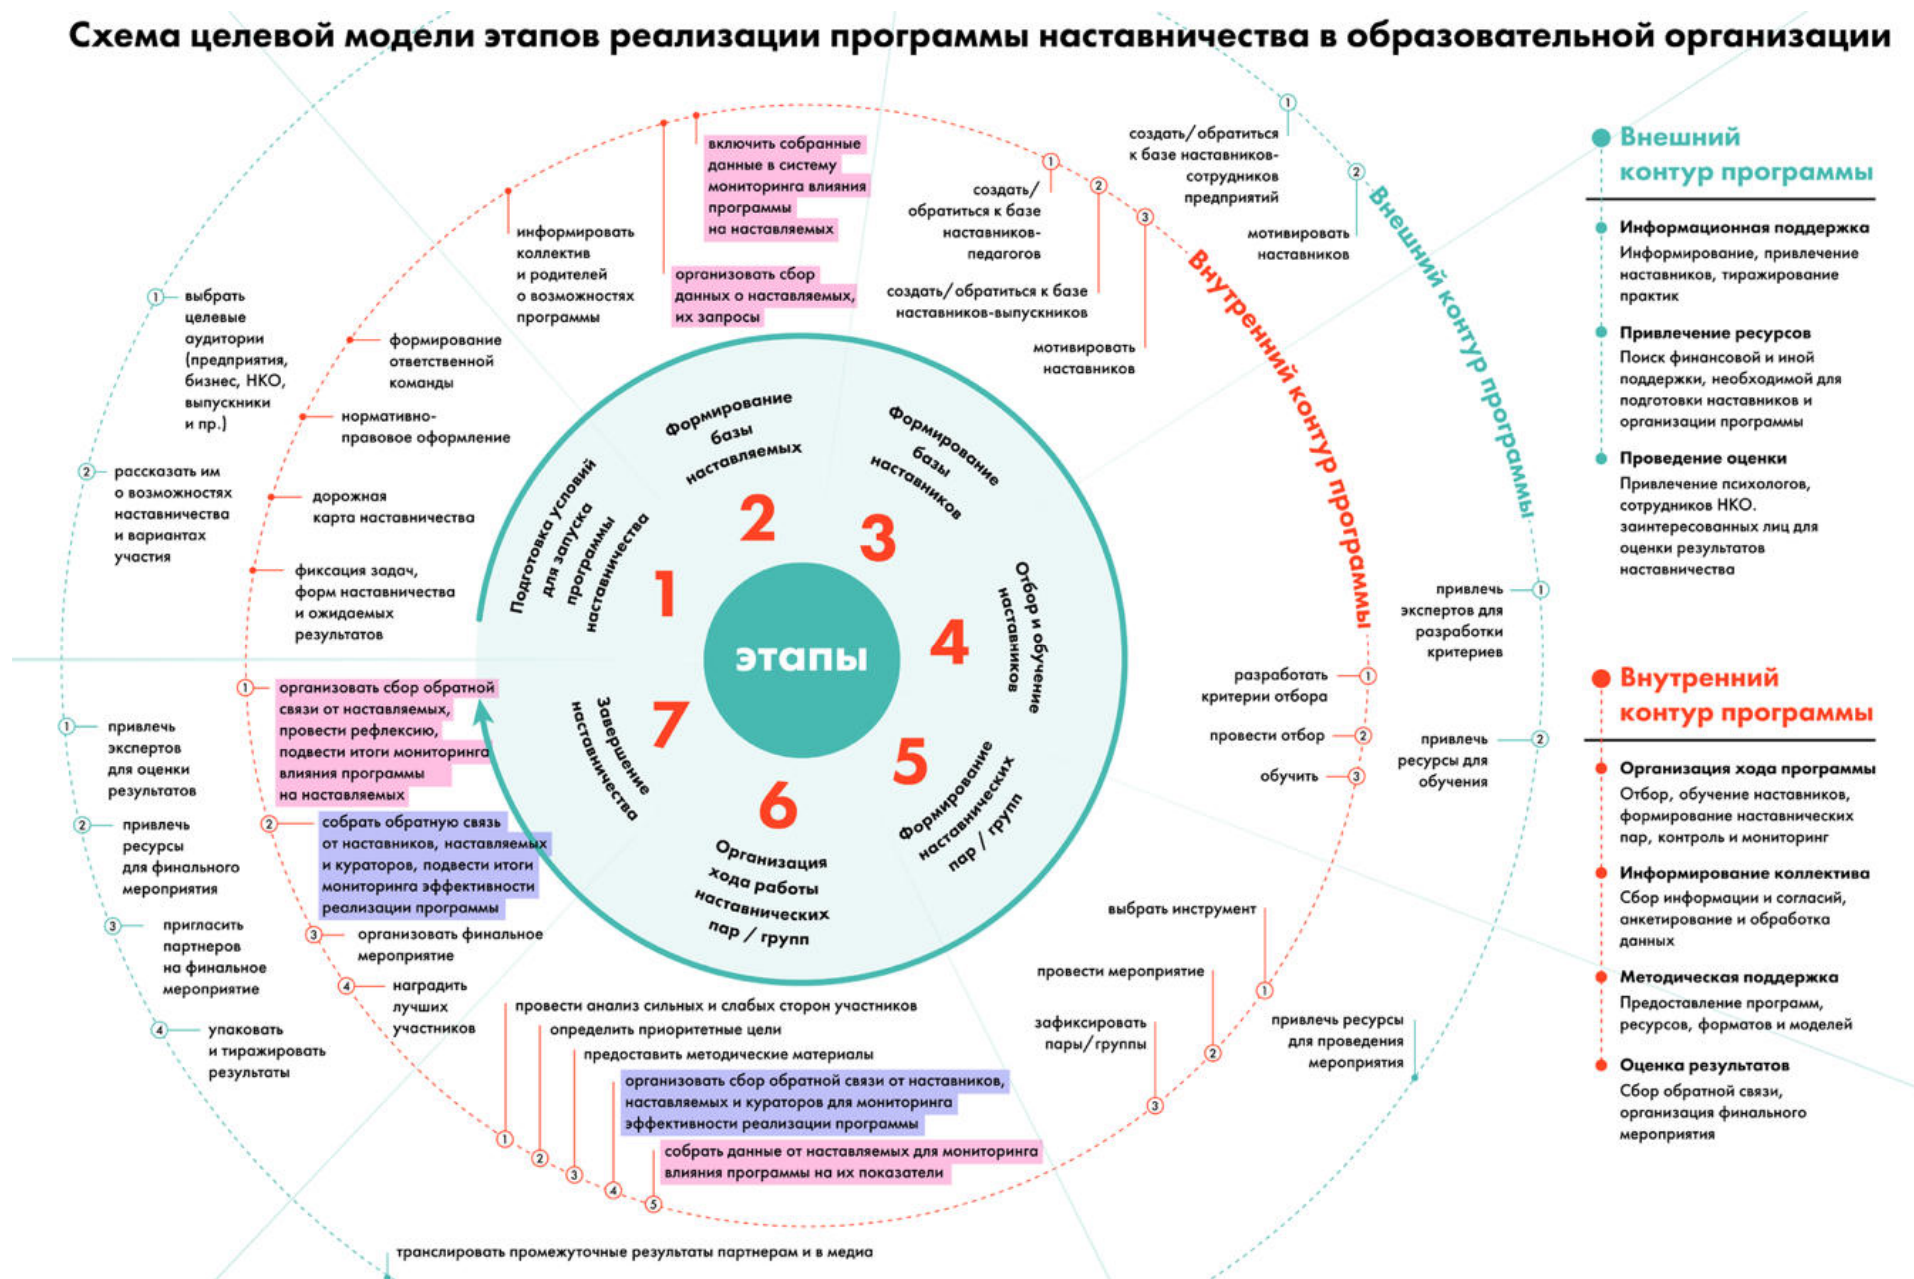 Схема целевой модели этапов реализации программы наставничества в образовательной организации
включить собранные
данные в систему
мониторинга влияния
программы
на наставляемых
организовать сбор
данных о наставляемых,
их запросы
информировать
коллектив
и родителей
о возможностях
программы
формирование
ответственной
команды
нормативно-
правовое оформление
дорожная
карта наставничества
фиксация задач,
форм наставничества
и ожидаемых
результатов
1
выбрать
целевые
аудитории
(предприятия,
бизнес, НКО,
выпускники
и пр.)
2
рассказать им
о возможностях
наставничества
и вариантах
участия
1
создать/
обратиться к базе
наставников-
педагогов
2
создать/обратиться к базе
наставников-выпускников
3
мотивировать
наставников
1
создать/обратиться
к базе наставников-
сотрудников
предприятий
2
мотивировать
наставников
Внутренний контур программы
Внешний контур программы
этапы
1
Подготовка условий
для запуска
программы
наставничества
2
Формирование
базы
наставляемых
3
Формирование
базы
наставников
4
Отбор и обучение
наставников
5
Формирование
наставнических
пар / групп
6
Организация
хода работы
наставнических
пар / групп
7
Завершение
наставничества
1
привлечь
экспертов для
разработки
критериев
2
привлечь
ресурсы для
обучения
1
разработать
критерии отбора
2
провести отбор
3
обучить
1
выбрать инструмент
2
провести мероприятие
3
зафиксировать
пары/группы
привлечь ресурсы
для проведения
мероприятия
1
организовать сбор обратной
связи от наставляемых,
провести рефлексию,
подвести итоги мониторинга
влияния программы
на наставляемых
2
собрать обратную связь
от наставников, наставляемых
и кураторов, подвести итоги
мониторинга эффективности
реализации программы
3
организовать финальное
мероприятие
4
наградить
лучших
участников
1
привлечь
экспертов
для оценки
результатов
2
привлечь
ресурсы
для финального
мероприятия
3
пригласить
партнеров
на финальное
мероприятие
4
упаковать
и тиражировать
результаты
1
провести анализ сильных и слабых сторон участников
2
определить приоритетные цели
3
предоставить методические материалы
4
организовать сбор обратной связи от наставников,
наставляемых и кураторов для мониторинга
эффективности реализации программы
5
собрать данные от наставляемых для мониторинга
влияния программы на их показатели
транслировать промежуточные результаты партнерам и в медиа
Внешний
контур программы
Информационная поддержка
Информирование, привлечение
наставников, тиражирование
практик
Привлечение ресурсов
Поиск финансовой и иной
поддержки, необходимой для
подготовки наставников и
организации программы
Проведение оценки
Привлечение психологов,
сотрудников НКО.
заинтересованных лиц для
оценки результатов
наставничества
Внутренний
контур программы
Организация хода программы
Отбор, обучение наставников,
формирование наставнических
пар, контроль и мониторинг
Информирование коллектива
Сбор информации и согласий,
анкетирование и обработка
данных
Методическая поддержка
Предоставление программ,
ресурсов, форматов и моделей
Оценка результатов
Сбор обратной связи,
организация финального
мероприятия